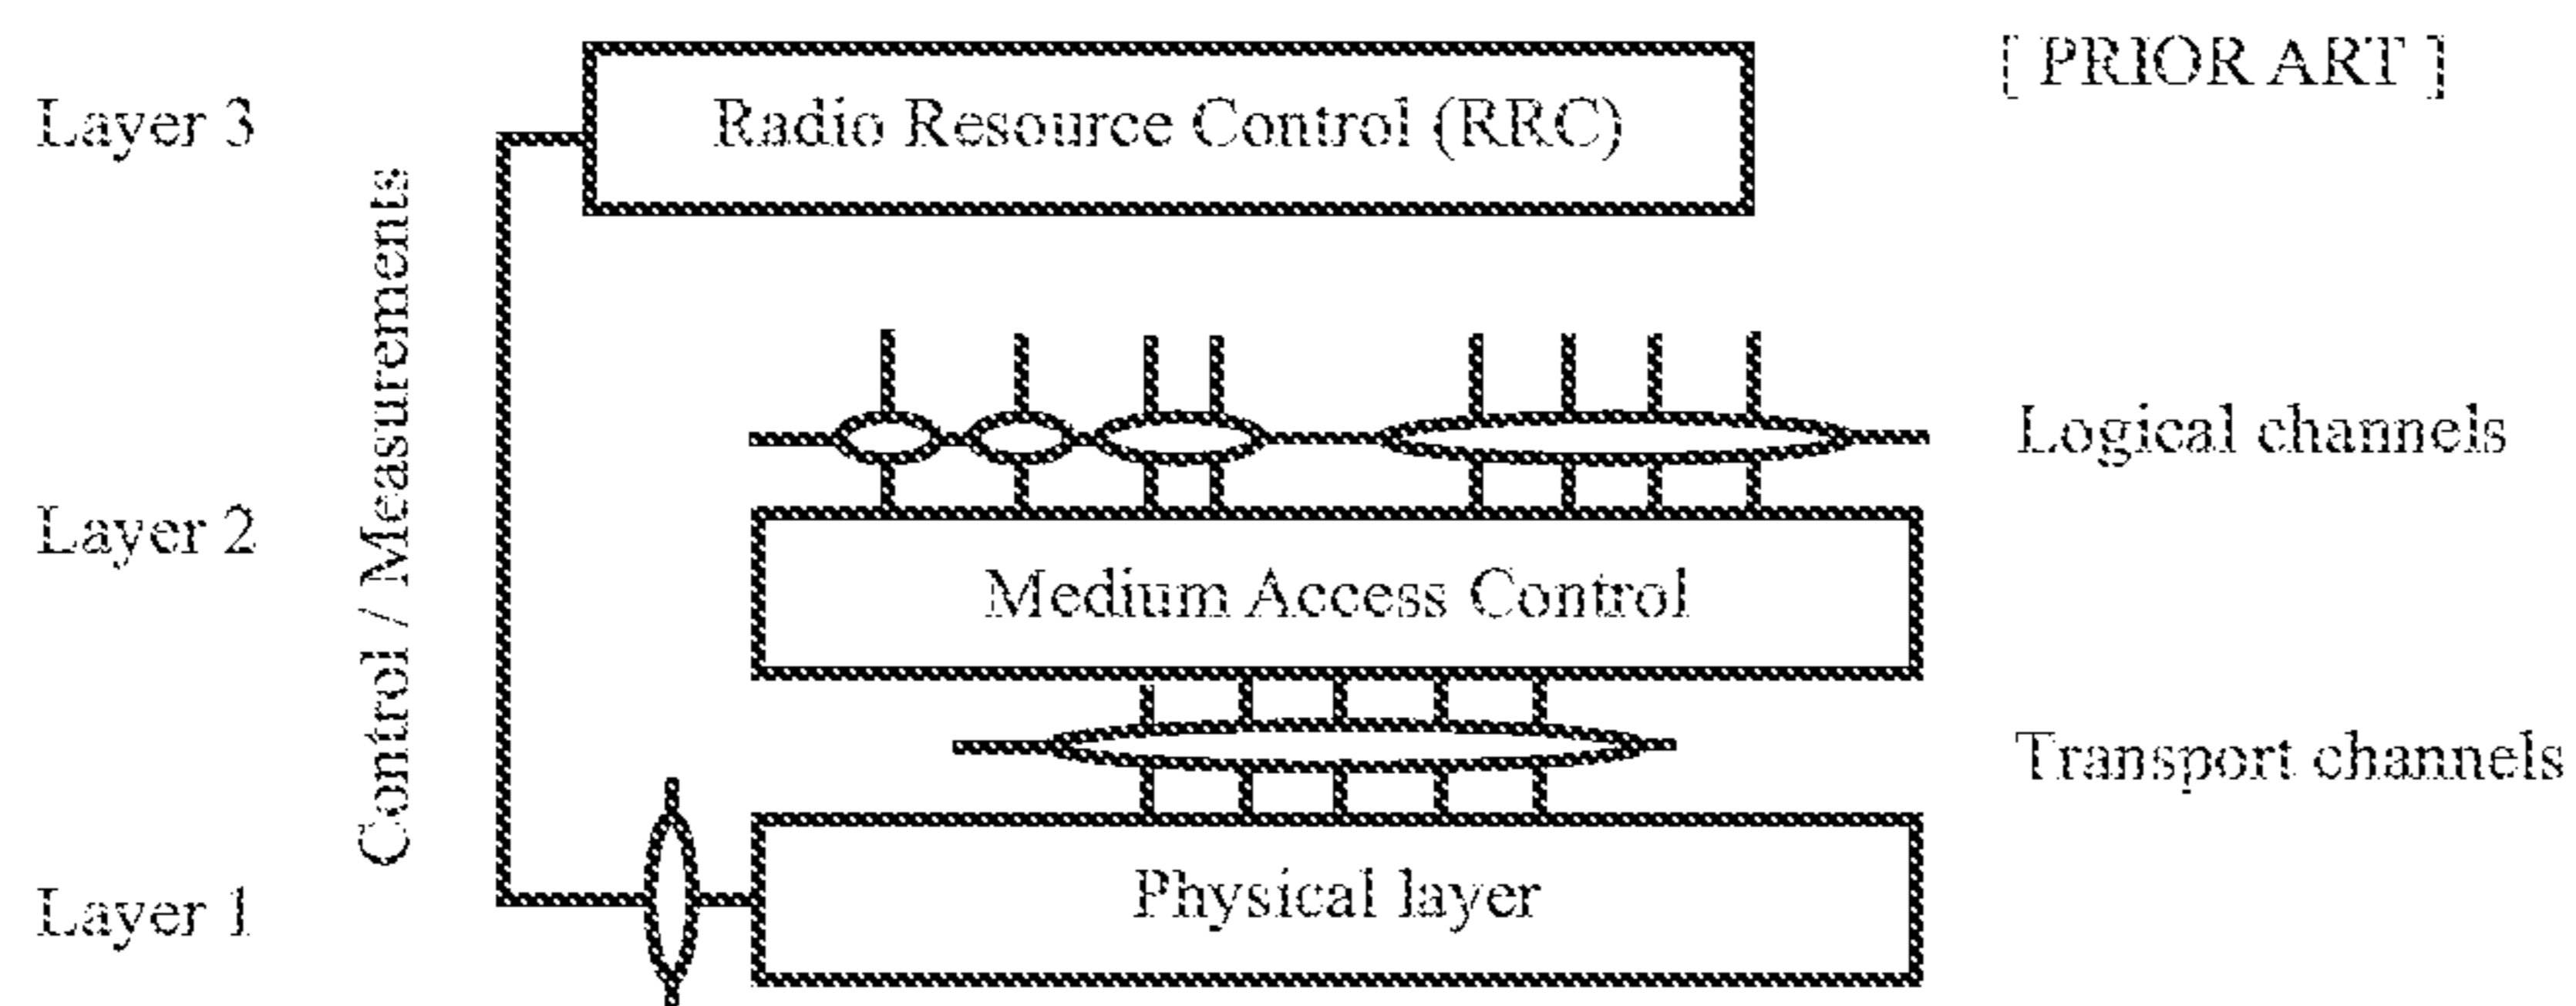 [ PRIOR ART ]
Layer 3
Radio Resource Control (RRC)
Control / Measurements
Logical channels
Layer 2
Medium Access Control
Transport channels
Layer 1
Physical layer